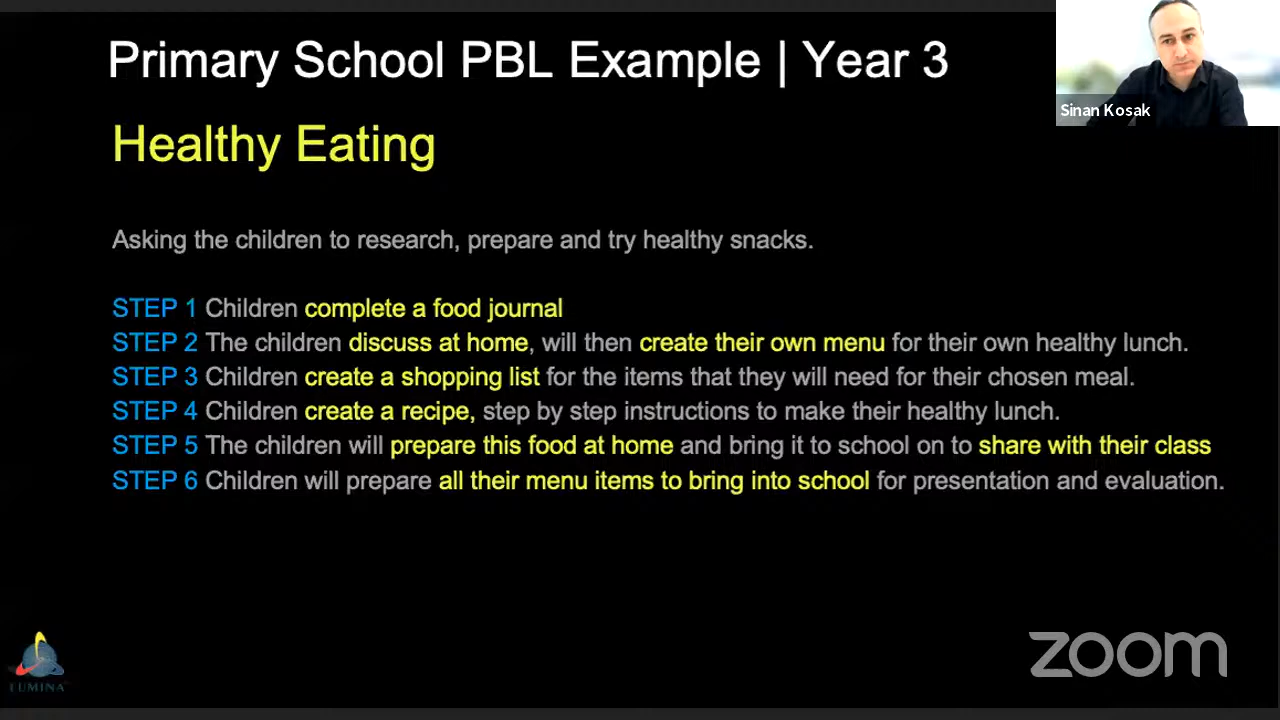 Primary School PBL Example | Year 3
Sinan Kosak
Healthy Eating
Asking the children to research, prepare and try healthy snacks.
STEP 1 Children complete a food journal
STEP 2 The children discuss at home, will then create their own menu for their own healthy lunch.
STEP 3 Children create a shopping list for the items that they will need for their chosen meal.
STEP 4 Children create a recipe, step by step instructions to make their healthy lunch.
STEP 5 The children will prepare this food at home and bring it to school on to share with their class
STEP 6 Children will prepare all their menu items to bring into school for presentation and evaluation.
zoom
LUMINA